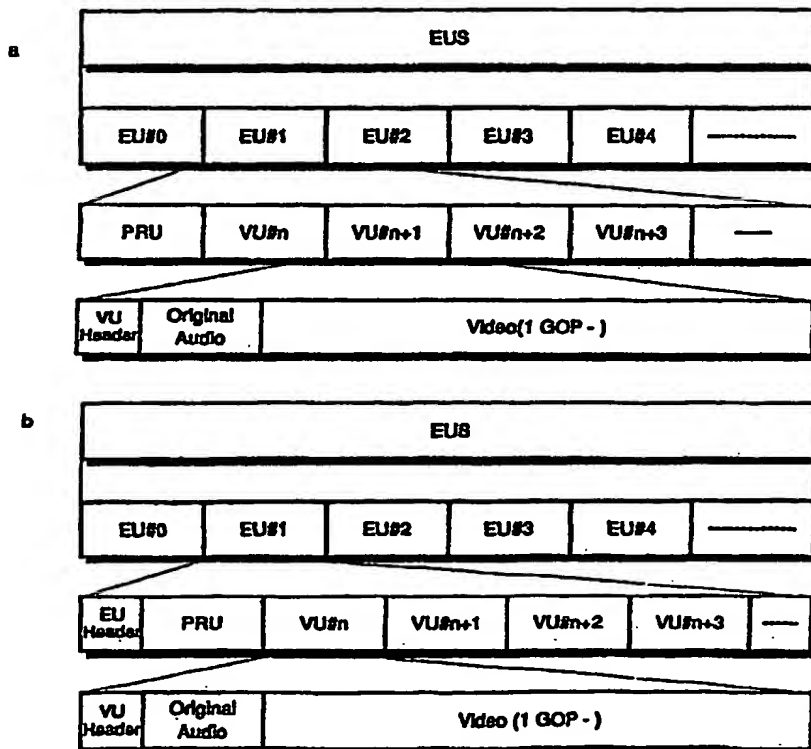 a
EUS
EU#0 EU#1 EU#2 EU#3 EU#4
PRU VU#n VU#n+1 VU#n+2 VU#n+3
VU Header Original Audio Video(1 GOP - )
b
EUS
EU#0 EU#1 EU#2 EU#3 EU#4
EU Header PRU VU#n VU#n+1 VU#n+2 VU#n+3
VU Header Original Audio Video (1 GOP - )